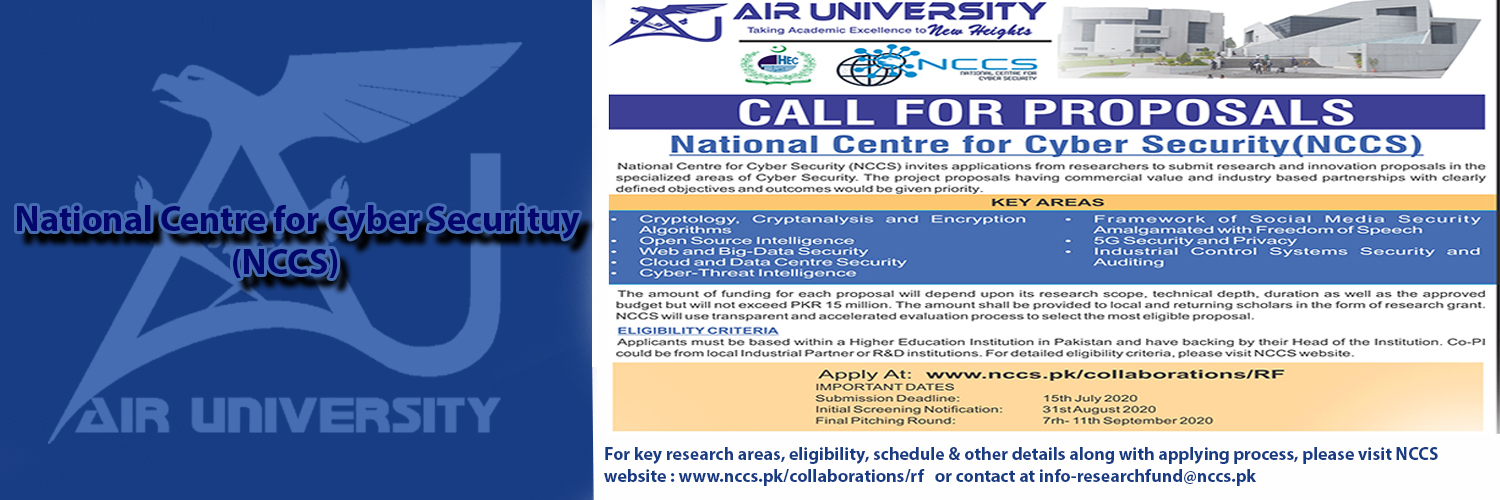 National Centre for Cyber Securituy
(NCCS)
AIR UNIVERSITY
AIR UNIVERSITY
Taking Academic Excellence to New Heights
HEC
NCCS
NATIONAL CENTRE FOR
CYBER SECURITY
CALL FOR PROPOSALS
National Centre for Cyber Security(NCCS)
National Centre for Cyber Security (NCCS) invites applications from researchers to submit research and innovation proposals in the
specialized areas of Cyber Security. The project proposals having commercial value and industry based partnerships with clearly
defined objectives and outcomes would be given priority.
KEY AREAS
• Cryptology, Cryptanalysis and Encryption
Algorithms
• Open Source Intelligence
• Web and Big-Data Security
• Cloud and Data Centre Security
• Cyber-Threat Intelligence
• Framework of Social Media Security
Amalgamated with Freedom of Speech
• 5G Security and Privacy
• Industrial Control Systems Security and
Auditing
The amount of funding for each proposal will depend upon its research scope, technical depth, duration as well as the approved
budget but will not exceed PKR 15 million. The amount shall be provided to local and returning scholars in the form of research grant.
NCCS will use transparent and accelerated evaluation process to select the most eligible proposal.
ELIGIBILITY CRITERIA
Applicants must be based within a Higher Education Institution in Pakistan and have backing by their Head of the Institution. Co-PI
could be from local Industrial Partner or R&D institutions. For detailed eligibility criteria, please visit NCCS website.
Apply At: www.nccs.pk/collaborations/RF
IMPORTANT DATES
Submission Deadline: 15th July 2020
Initial Screening Notification: 31st August 2020
Final Pitching Round: 7rh- 11th September 2020
For key research areas, eligibility, schedule & other details along with applying process, please visit NCCS
website : www.nccs.pk/collaborations/rf or contact at info-researchfund@nccs.pk